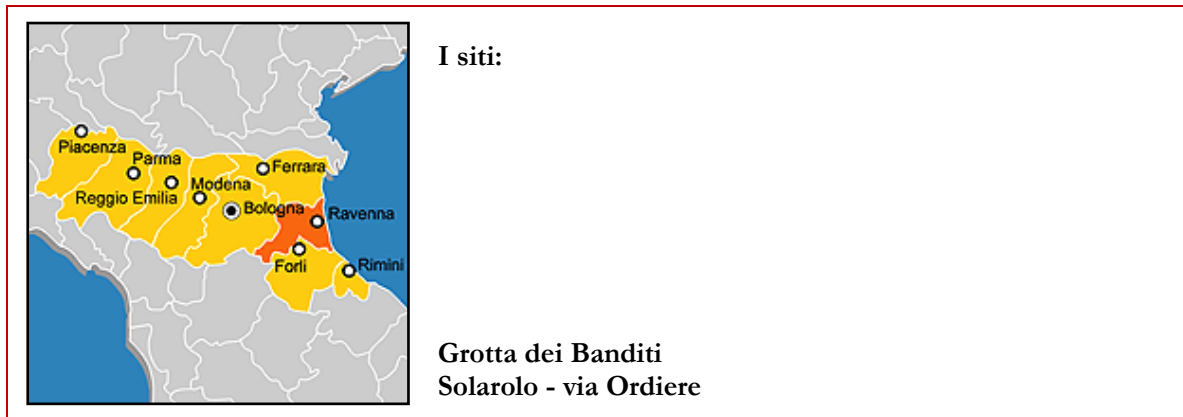 I siti:
Piacenza
Parma
Ferrara
Modena
Reggio Emilia
Bologna
Ravenna
Forlì
Rimini
Grotta dei Banditi
Solarolo - via Ordiere